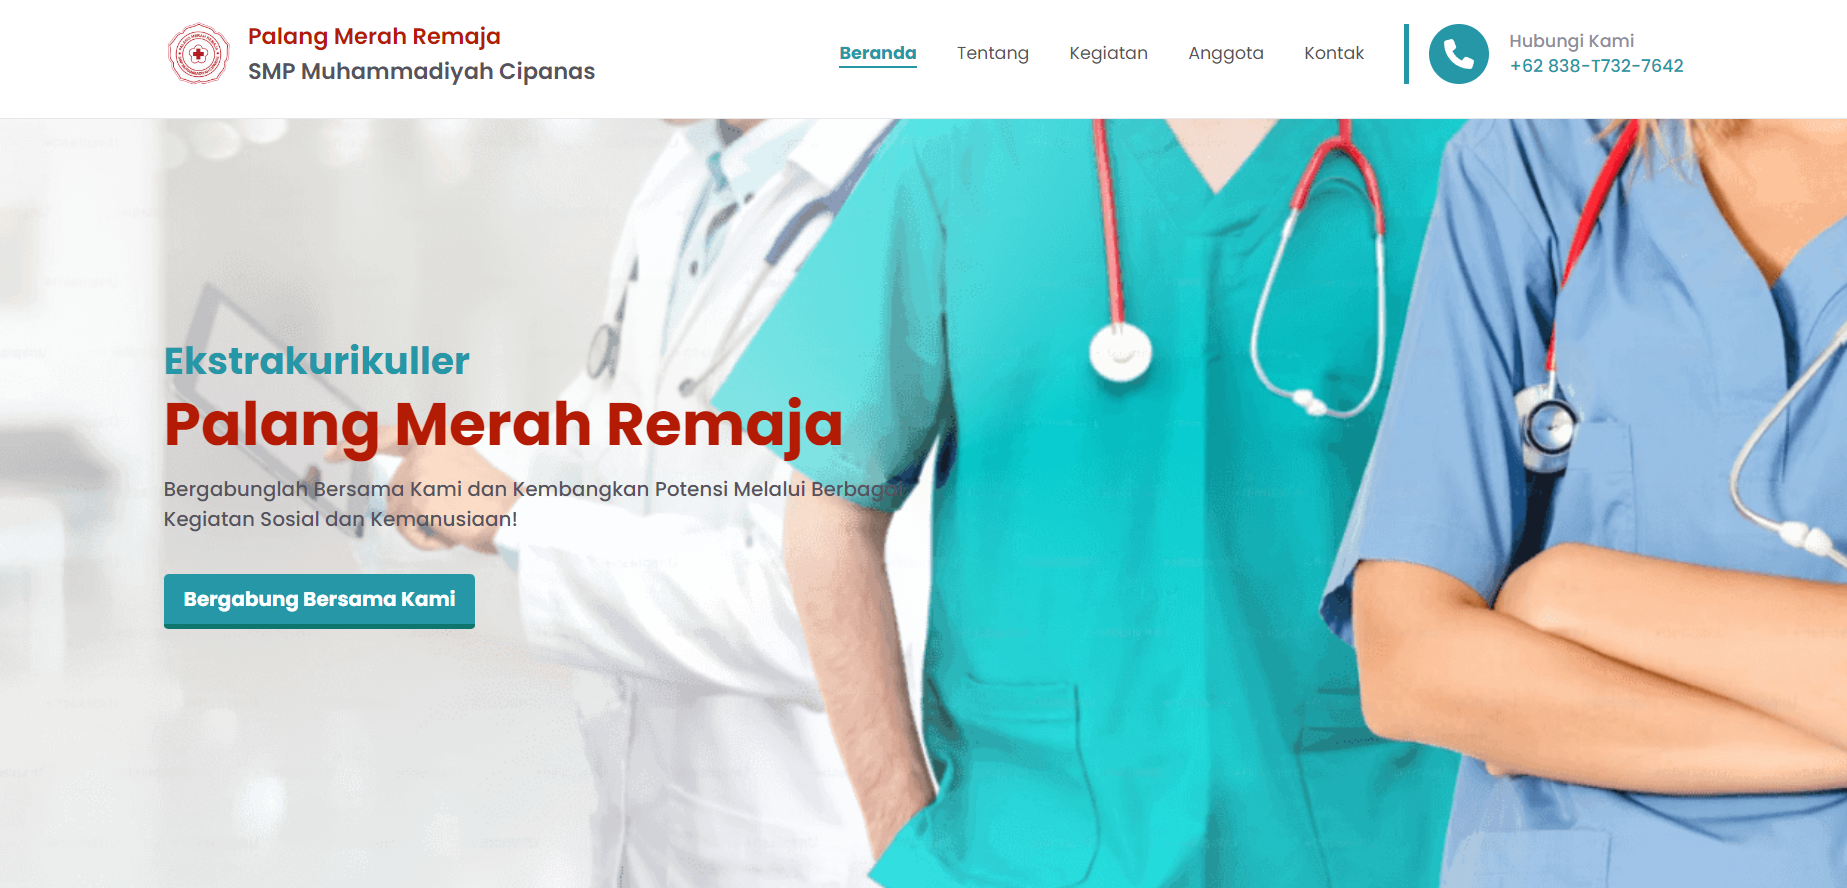 Palang Merah Remaja
SMP Muhammadiyah Cipanas
Beranda
Tentang
Kegiatan
Anggota
Kontak
Hubungi Kami
+62 838-T732-7642
Ekstrakurikuller
Palang Merah Remaja
Bergabunglah Bersama Kami dan Kembangkan Potensi Melalui Berbagai
Kegiatan Sosial dan Kemanusiaan!
Bergabung Bersama Kami